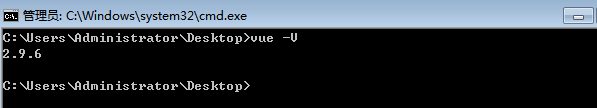 管理员: C:\Windows\system32\cmd.exe
C:\Users\Administrator\Desktop>vue -V
2.9.6
C:\Users\Administrator\Desktop>